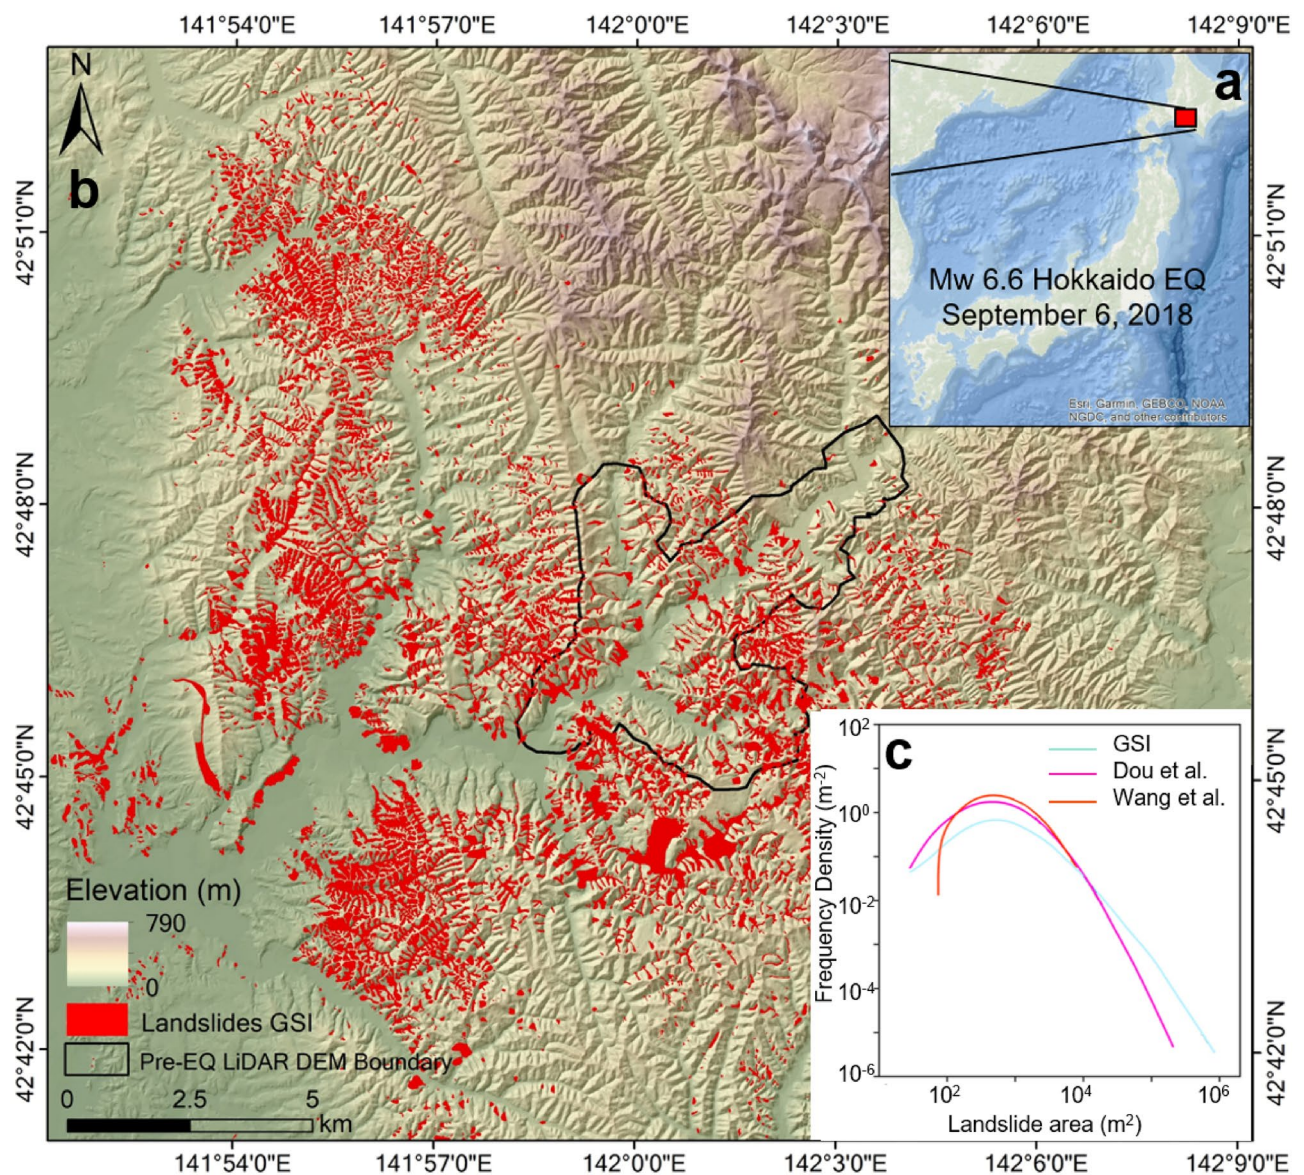 141°54'0"E 141°57'0"E 142°0'0"E 142°3'0"E 142°6'0"E 142°9'0"E
N
a
b
42°51'0"N
42°51'0"N
Mw 6.6 Hokkaido EQ
September 6, 2018
Esri, Garmin, GEBCO, NOAA
NGDC, and other contributors
42°48'0"N
42°48'0"N
42°45'0"N
42°45'0"N
c
GSI
Dou et al.
Wang et al.
10²
10⁰
10⁻²
10⁻⁴
10⁻⁶
Frequency Density (m⁻²)
10² 10⁴ 10⁶
Landslide area (m²)
Elevation (m)
790
0
Landslides GSI
Pre-EQ LiDAR DEM Boundary
0 2.5 5
km
42°42'0"N
42°42'0"N
141°54'0"E 141°57'0"E 142°0'0"E 142°3'0"E 142°6'0"E 142°9'0"E